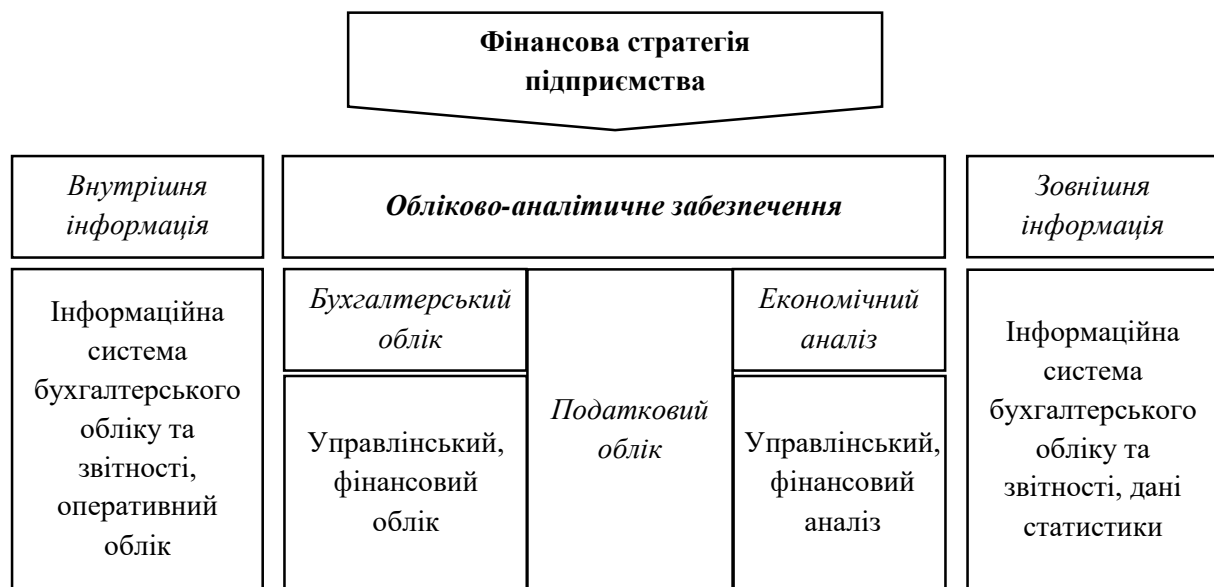 Фінансова стратегія
підприємства
Внутрішня
інформація
Обліково-аналітичне забезпечення
Зовнішня
інформація
Інформаційна
система
бухгалтерського
обліку та
звітності,
оперативний
облік
Бухгалтерський
облік
Управлінський,
фінансовий
облік
Податковий
облік
Економічний
аналіз
Управлінський,
фінансовий
аналіз
Інформаційна
система
бухгалтерського
обліку та
звітності, дані
статистики